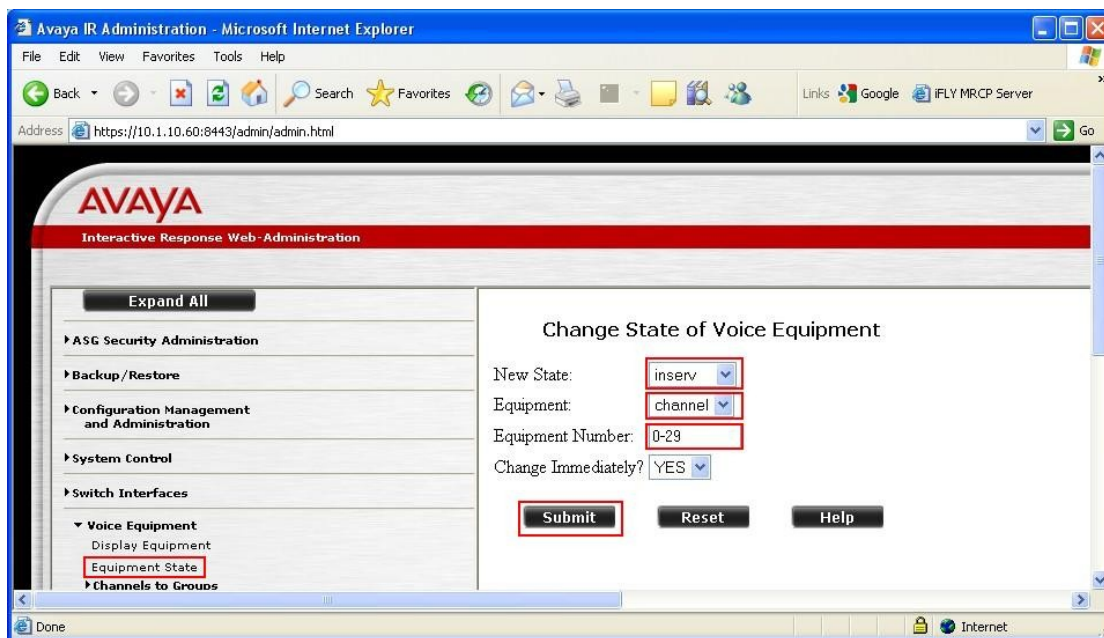 Avaya IR Administration - Microsoft Internet Explorer
File Edit View Favorites Tools Help
Back Search Favorites Links Google iFLY MRCP Server
Address https://10.1.10.60:8443/admin/admin.html Go
AVAYA
Interactive Response Web-Administration
Expand All
ASG Security Administration
Backup/Restore
Configuration Management
and Administration
System Control
Switch Interfaces
Voice Equipment
Display Equipment
Equipment State
Channels to Groups
Change State of Voice Equipment
New State: inserv
Equipment: channel
Equipment Number: 0-29
Change Immediately? YES
Submit Reset Help
Done Internet